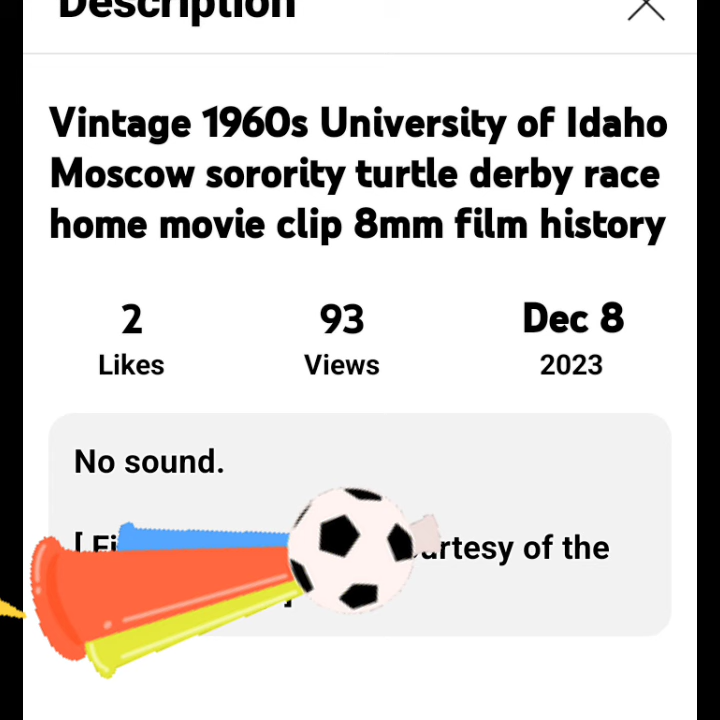 Description
Vintage 1960s University of Idaho
Moscow sorority turtle derby race
home movie clip 8mm film history
2 93 Dec 8
Likes Views 2023
No sound.
of the